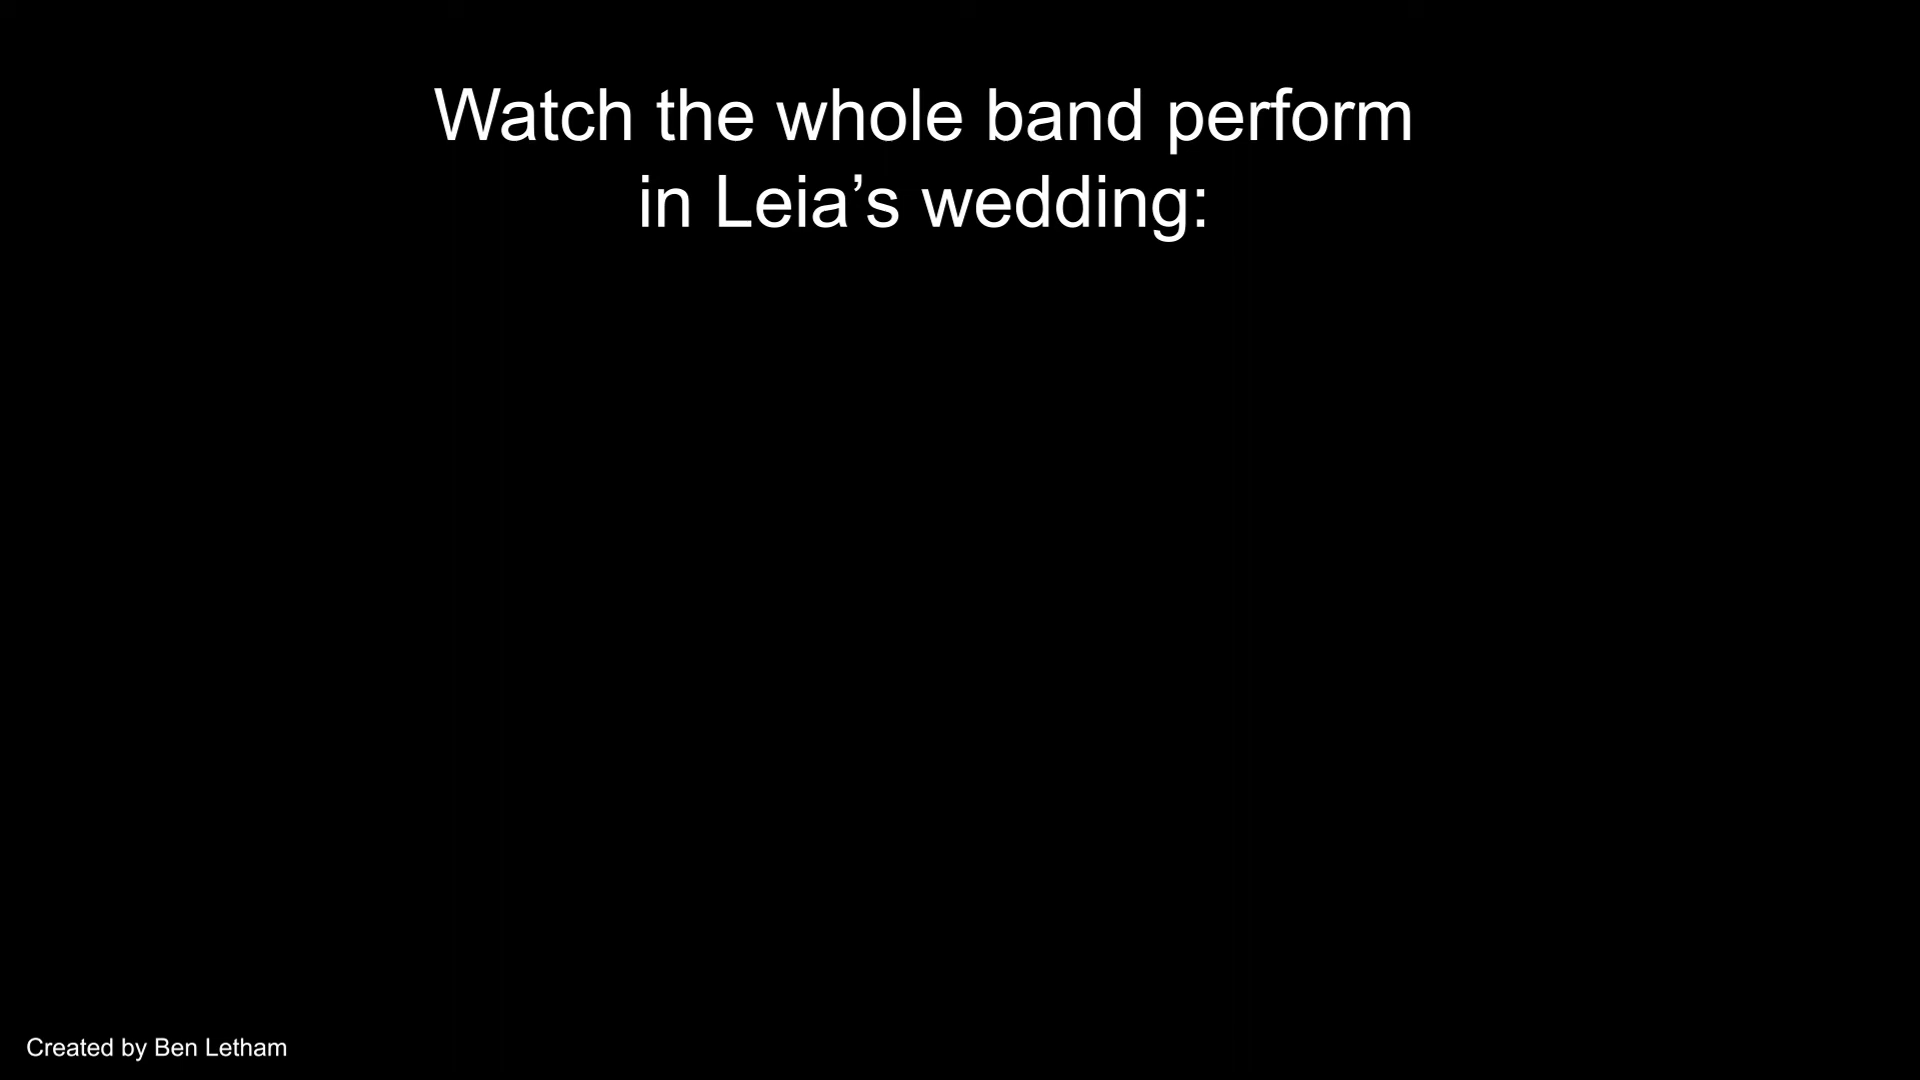 Watch the whole band perform
in Leia’s wedding:
Created by Ben Letham